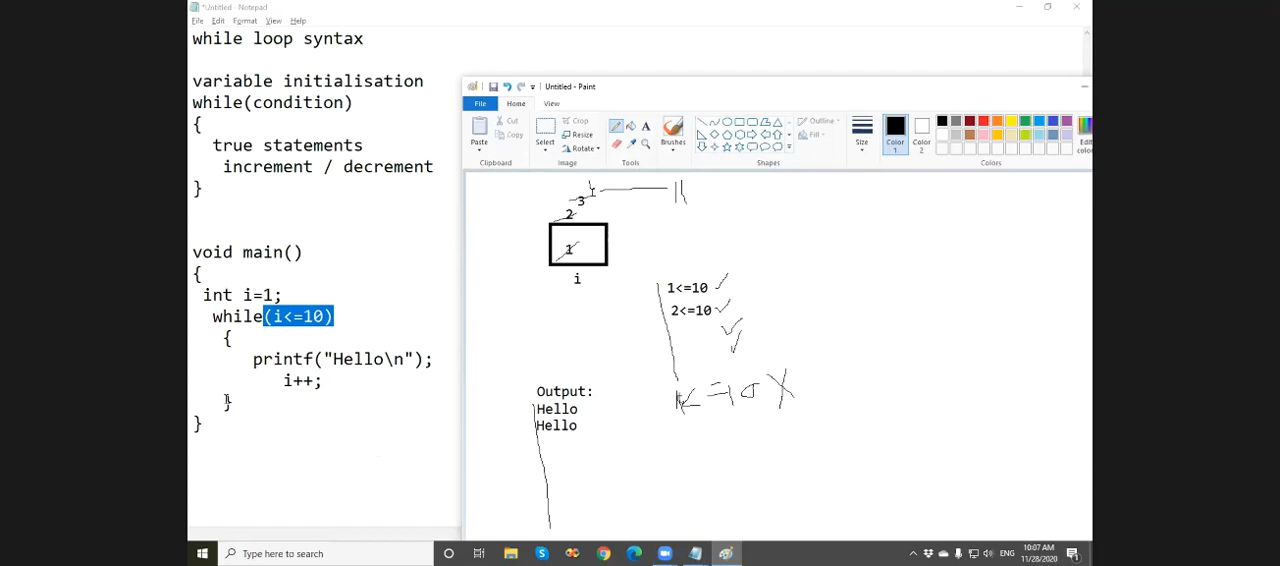 *Untitled - Notepad
File Edit Format View Help
while loop syntax
variable initialisation
while(condition)
{
true statements
increment / decrement
}
void main()
{
int i=1;
while(i<=10)
{
printf("Hello\n");
i++;
}
}
Untitled - Paint
File Home View
Paste
Cut
Copy
Clipboard
Select
Crop
Resize
Rotate
Image
A
Tools
Brushes
Outline
Fill
Shapes
Size
Color 1
Color 2
Edit
Colors
3
11
2
1
i
1<=10
2<=10
<=10 X
Output:
Hello
Hello
Type here to search
ENG
10:07 AM
11/28/2020